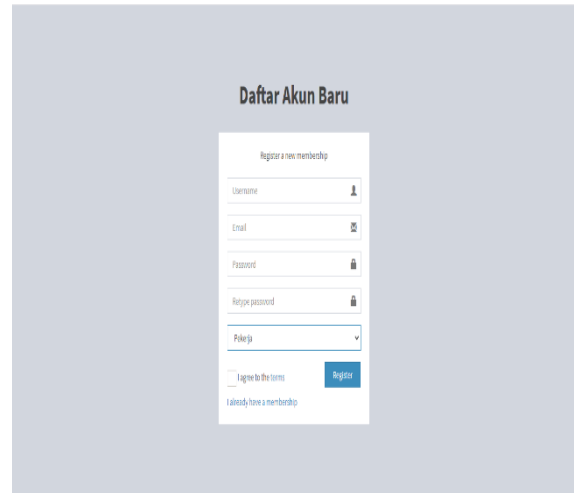 Daftar Akun Baru
Register a new membership
Username
Email
Password
Retype password
Pekerja
I agree to the terms
Register
I already have a membership